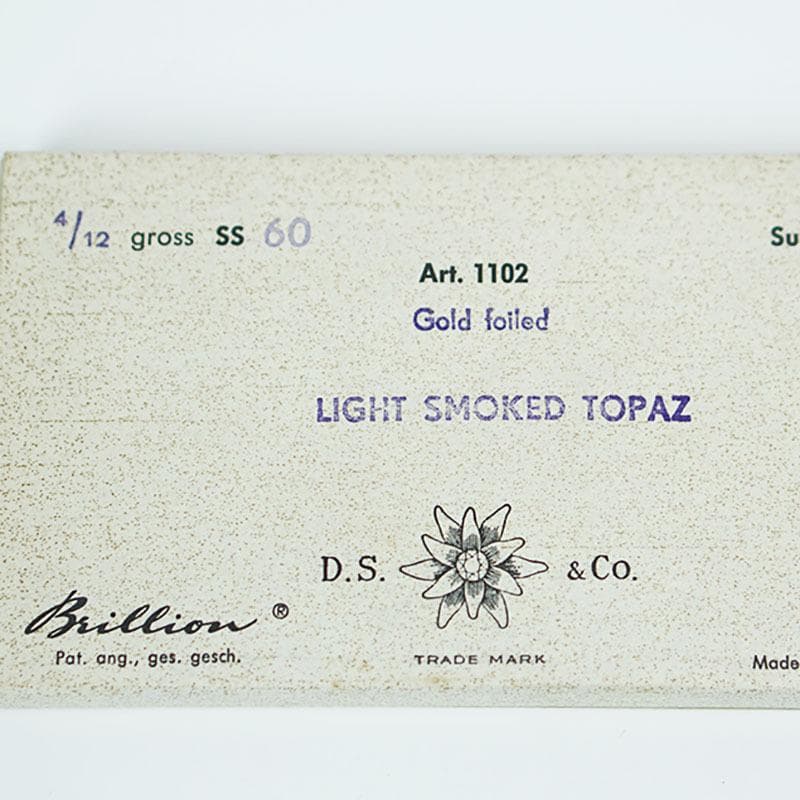 4/12 gross SS 60
Su
Art. 1102
Gold foiled
LIGHT SMOKED TOPAZ
D.S. & Co.
Brillion ®
Pat. ang., ges. gesch.
TRADE MARK
Made